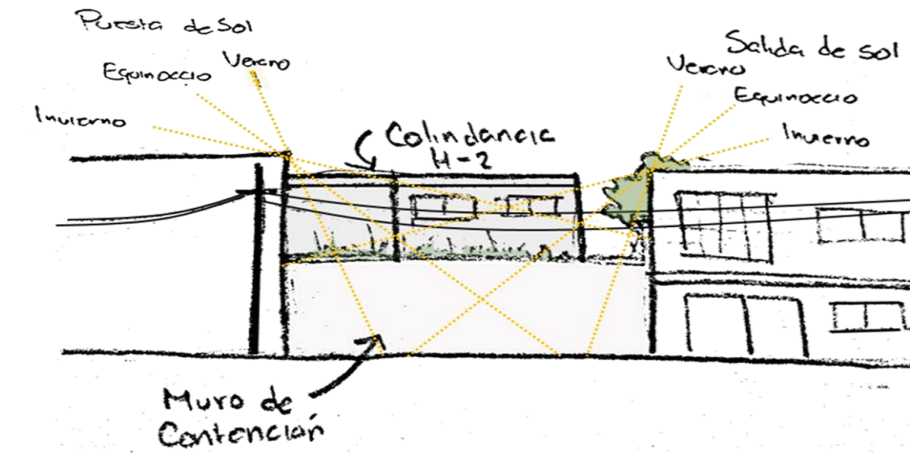 Puesta de Sol
Verano
Equinoccio
Invierno
Salida de sol
Verano
Equinoccio
Invierno
Colindancia
H-2
Muro de
Contención